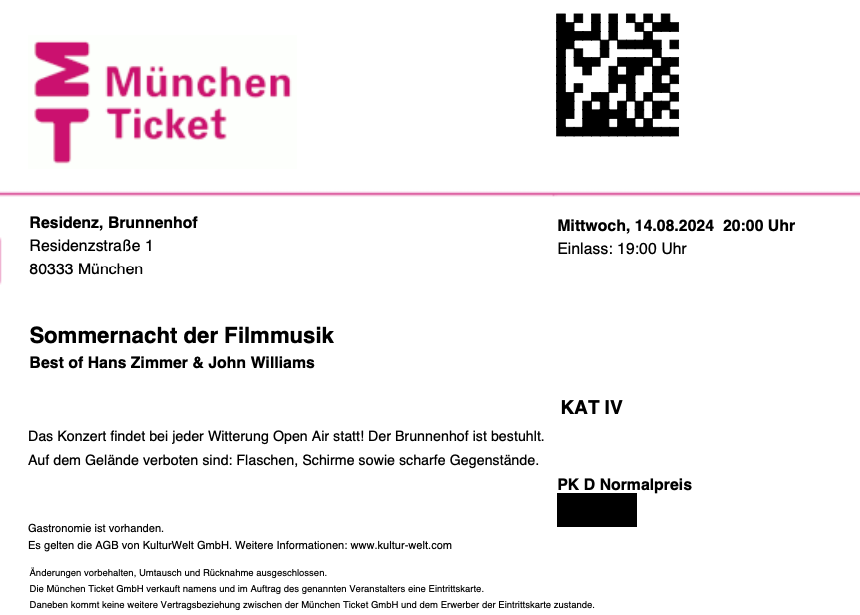 München
Ticket
Residenz, Brunnenhof
Residenzstraße 1
80333 München
Mittwoch, 14.08.2024 20:00 Uhr
Einlass: 19:00 Uhr
Sommernacht der Filmmusik
Best of Hans Zimmer & John Williams
KAT IV
Das Konzert findet bei jeder Witterung Open Air statt! Der Brunnenhof ist bestuhlt.
Auf dem Gelände verboten sind: Flaschen, Schirme sowie scharfe Gegenstände.
PK D Normalpreis
Gastronomie ist vorhanden.
Es gelten die AGB von KulturWelt GmbH. Weitere Informationen: www.kultur-welt.com
Änderungen vorbehalten, Umtausch und Rücknahme ausgeschlossen.
Die München Ticket GmbH verkauft namens und im Auftrag des genannten Veranstalters eine Eintrittskarte.
Daneben kommt keine weitere Vertragsbeziehung zwischen der München Ticket GmbH und dem Erwerber der Eintrittskarte zustande.